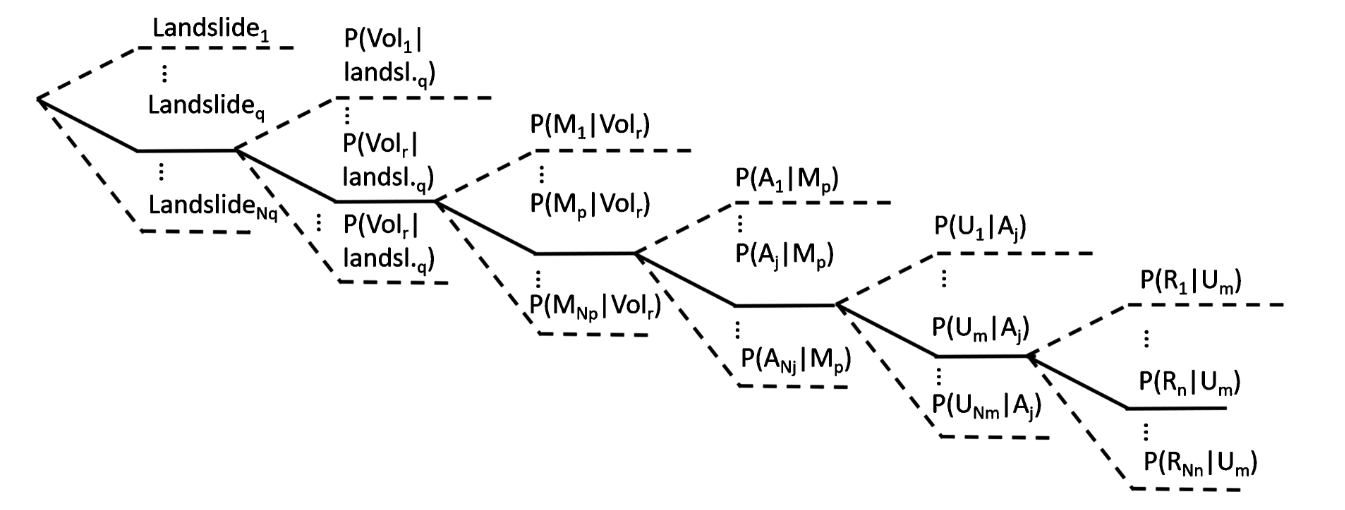 Landslide₁
⋮
Landslide_q
⋮
Landslide_Nq
P(Vol₁|
landsl._q)
⋮
P(Vol_r|
landsl._q)
⋮
P(Vol_r|
landsl._q)
P(M₁|Vol_r)
⋮
P(M_p|Vol_r)
⋮
P(M_Np|Vol_r)
P(A₁|M_p)
⋮
P(A_j|M_p)
⋮
P(A_Nj|M_p)
P(U₁|A_j)
⋮
P(U_m|A_j)
⋮
P(U_Nm|A_j)
P(R₁|U_m)
⋮
P(R_n|U_m)
⋮
P(R_Nn|U_m)